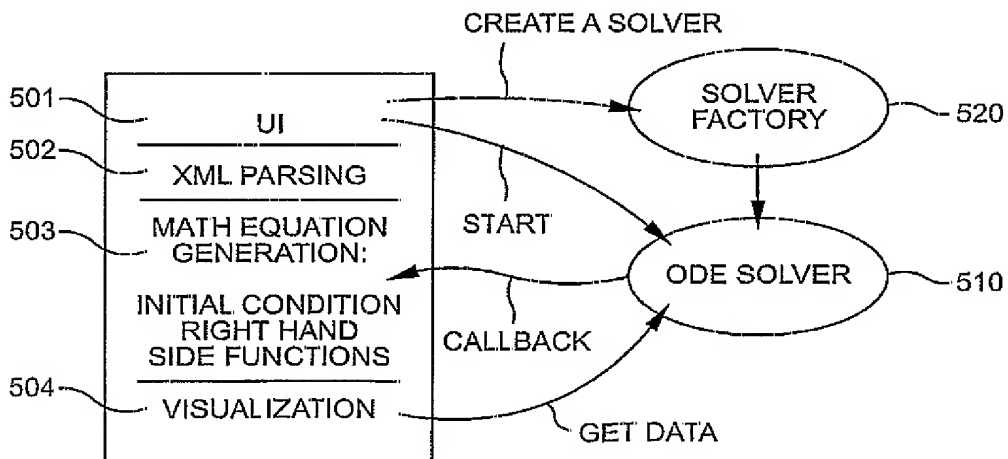 CREATE A SOLVER
501
UI
SOLVER
FACTORY
520
502
XML PARSING
503
MATH EQUATION
GENERATION:
START
ODE SOLVER
510
INITIAL CONDITION
RIGHT HAND
SIDE FUNCTIONS
CALLBACK
504
VISUALIZATION
GET DATA